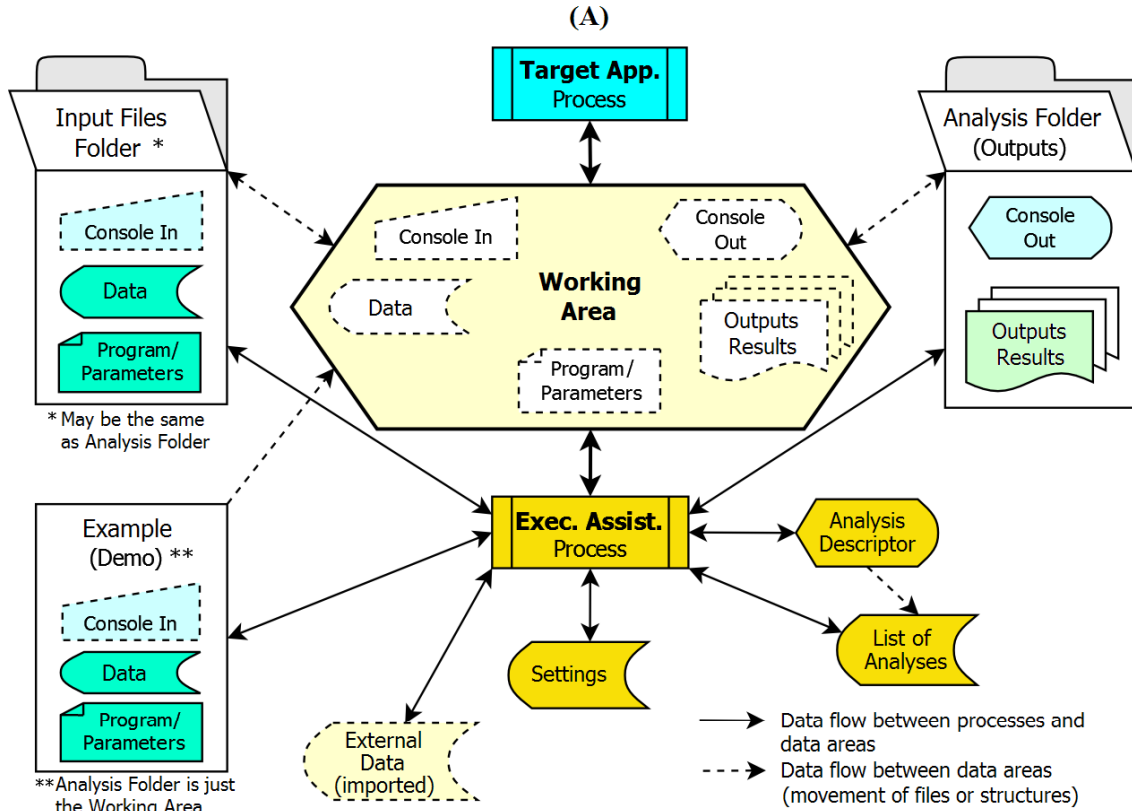 (A)
Target App.
Process
Input Files
Folder *
Console In
Data
Program/
Parameters
* May be the same
as Analysis Folder
Analysis Folder
(Outputs)
Console
Out
Outputs
Results
Console In
Console
Out
Data
Working
Area
Outputs
Results
Program/
Parameters
Example
(Demo) **
Console In
Data
Program/
Parameters
**Analysis Folder is just
the Working Area
Exec. Assist.
Process
Analysis
Descriptor
List of
Analyses
Settings
External
Data
(imported)
Data flow between processes and
data areas
Data flow between data areas
(movement of files or structures)